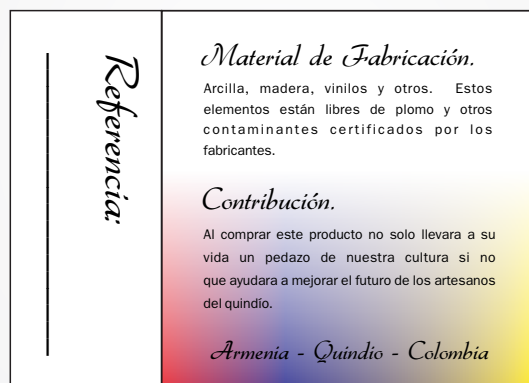 Referencia:
Material de Fabricación.
Arcilla, madera, vinilos y otros. Estos
elementos están libres de plomo y otros
contaminantes certificados por los
fabricantes.
Contribución.
Al comprar este producto no solo llevara a su
vida un pedazo de nuestra cultura si no
que ayudara a mejorar el futuro de los artesanos
del quindío.
Armenia - Quindio - Colombia